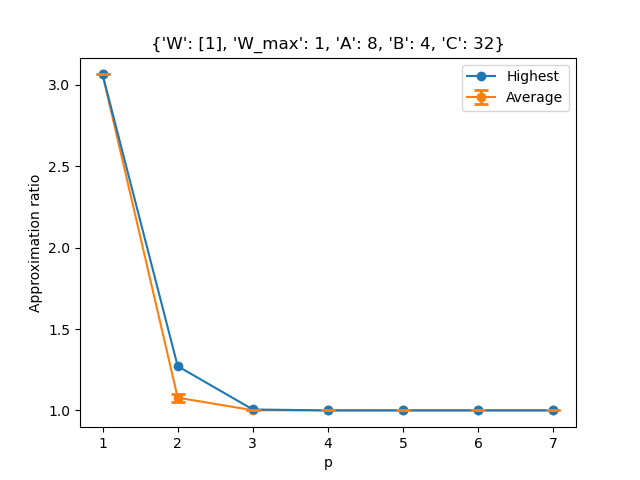 {'W': [1], 'W_max': 1, 'A': 8, 'B': 4, 'C': 32}
Highest
Average
Approximation ratio
3.0
2.5
2.0
1.5
1.0
1 2 3 4 5 6 7
p